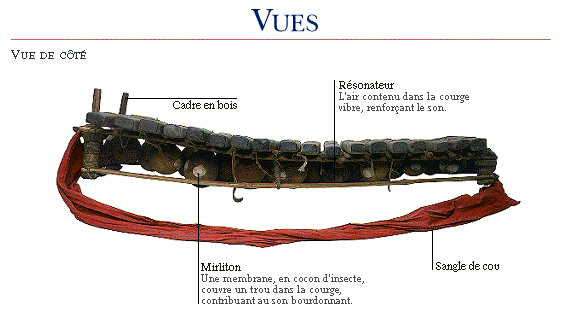 VUES
VUE DE CÔTÉ
Résonateur
L'air contenu dans la courge
vibre, renforçant le son.
Cadre en bois
Mirliton
Une membrane, en cocon d'insecte,
couvre un trou dans la courge,
contribuant au son bourdonnant.
Sangle de cou